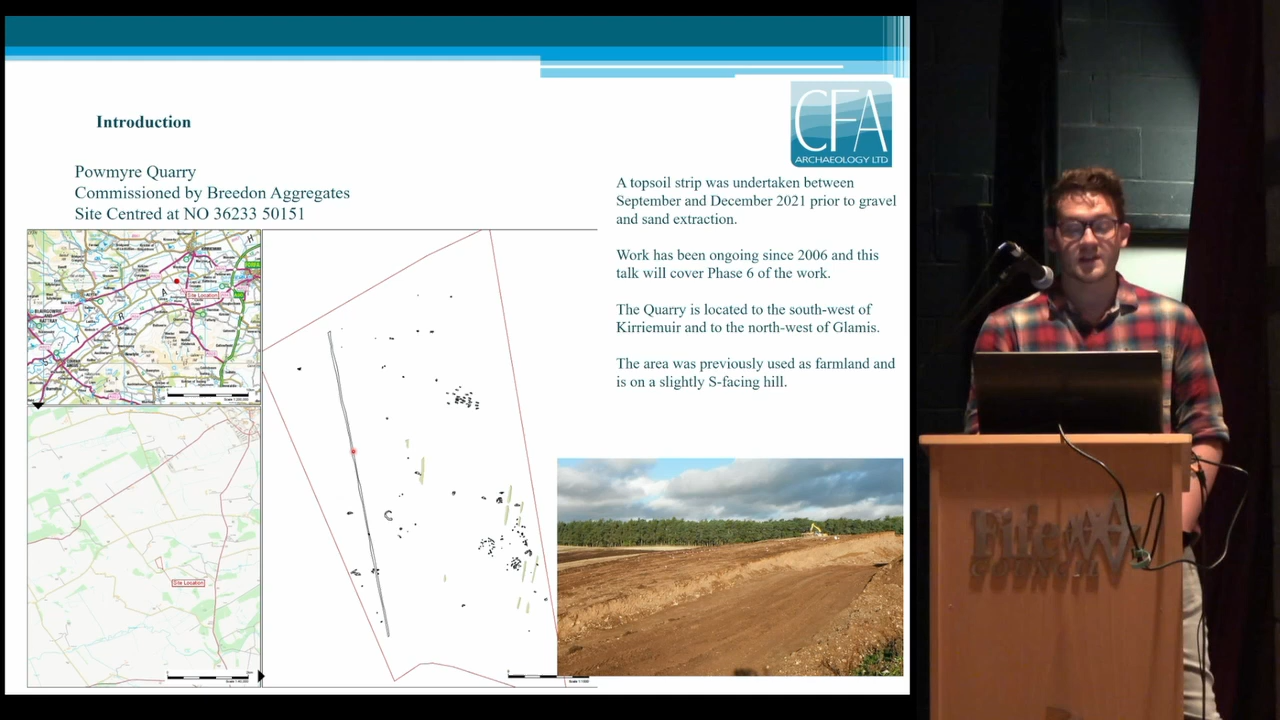 Introduction
Powmyre Quarry
Commissioned by Breedon Aggregates
Site Centred at NO 36233 50151
CFA
ARCHAEOLOGY LTD
A topsoil strip was undertaken between
September and December 2021 prior to gravel
and sand extraction.
Work has been ongoing since 2006 and this
talk will cover Phase 6 of the work.
The Quarry is located to the south-west of
Kirriemuir and to the north-west of Glamis.
The area was previously used as farmland and
is on a slightly S-facing hill.
Site Location
Site Location
Fife
COUNCIL